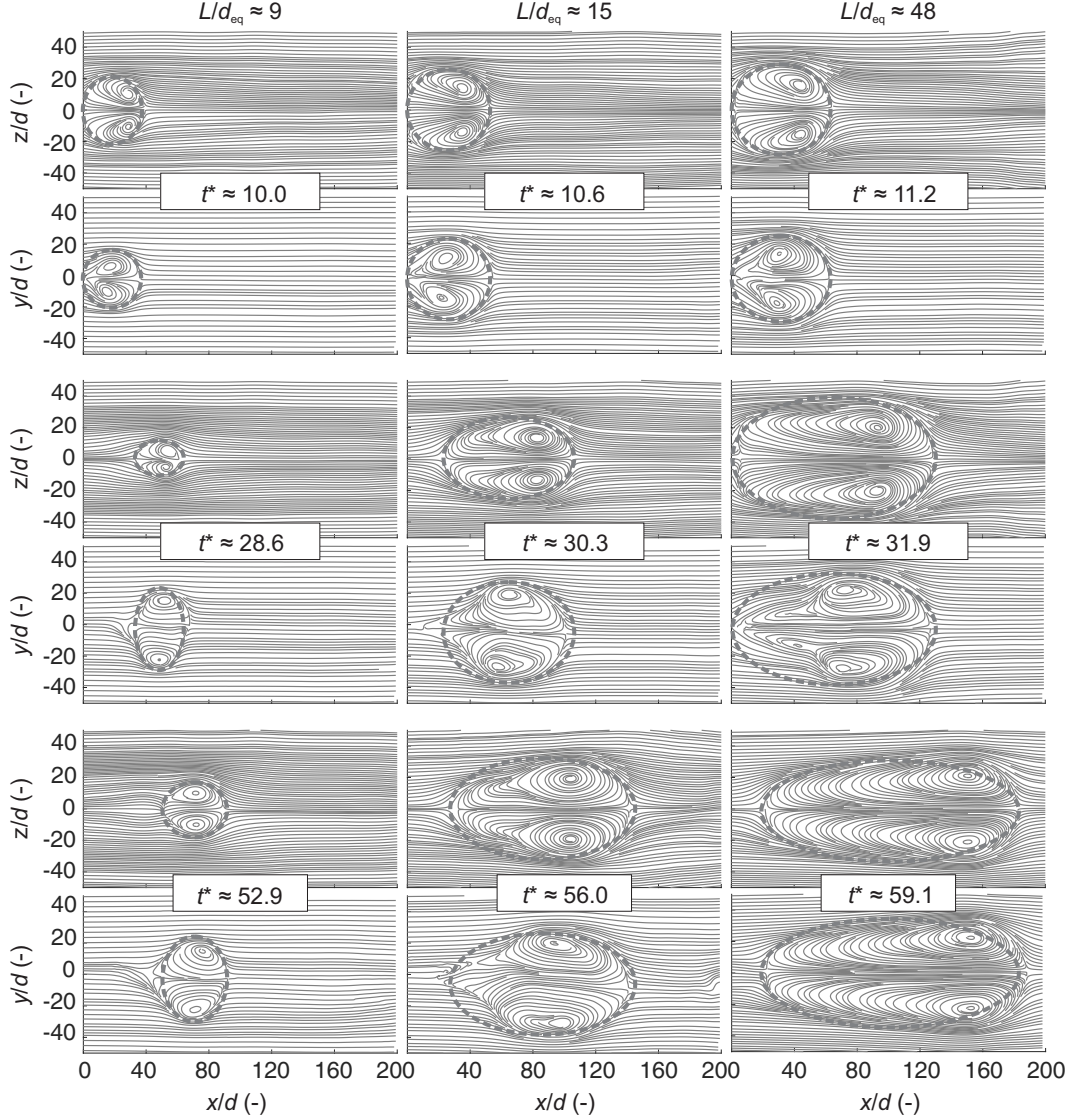 L/d_eq ≈ 9 L/d_eq ≈ 15 L/d_eq ≈ 48
40
20
0
-20
-40
z/d (-)
t* ≈ 10.0 t* ≈ 10.6 t* ≈ 11.2
40
20
0
-20
-40
y/d (-)
40
20
0
-20
-40
z/d (-)
t* ≈ 28.6 t* ≈ 30.3 t* ≈ 31.9
40
20
0
-20
-40
y/d (-)
40
20
0
-20
-40
z/d (-)
t* ≈ 52.9 t* ≈ 56.0 t* ≈ 59.1
40
20
0
-20
-40
y/d (-)
0 40 80 120 200 40 80 120 200 40 80 120 200
x/d (-) x/d (-) x/d (-)